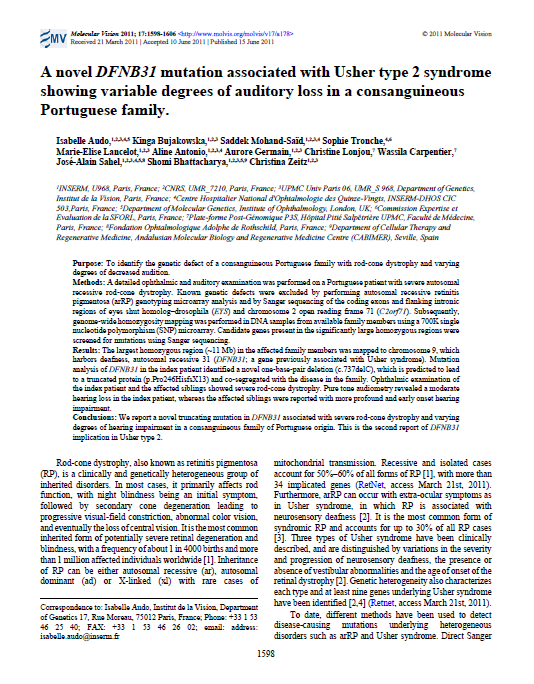 MV
Molecular Vision 2011; 17:1598-1606 <http://www.molvis.org/molvis/v17/a178>
© 2011 Molecular Vision
Received 21 March 2011 | Accepted 10 June 2011 | Published 15 June 2011
A novel DFNB31 mutation associated with Usher type 2 syndrome
showing variable degrees of auditory loss in a consanguineous
Portuguese family.
Isabelle Audo,1,2,3,4,5 Kinga Bujakowska,1,2,3 Saddek Mohand-Saïd,1,2,3,4 Sophie Tronche,4,6
Marie-Elise Lancelot,1,2,3 Aline Antonio,1,2,3,4 Aurore Germain,1,2,3 Christine Lonjou,7 Wassila Carpentier,7
José-Alain Sahel,1,2,3,4,5,8 Shomi Bhattacharya,1,2,3,5,9 Christina Zeitz1,2,3
1INSERM, U968, Paris, France; 2CNRS, UMR_7210, Paris, France; 3UPMC Univ Paris 06, UMR_S 968, Department of Genetics,
Institut de la Vision, Paris, France; 4Centre Hospitalier National d'Ophtalmologie des Quinze-Vingts, INSERM-DHOS CIC
503,Paris, France; 5Department of Molecular Genetics, Institute of Ophthalmology, London, UK; 6Commission Expertise et
Evaluation de la SFORL, Paris, France; 7Plate-forme Post-Génomique P3S, Hôpital Pitié Salpêtrière UPMC, Faculté de Médecine,
Paris, France; 8Fondation Ophtalmologique Adolphe de Rothschild, Paris, France; 9Department of Cellular Therapy and
Regenerative Medicine, Andalusian Molecular Biology and Regenerative Medicine Centre (CABIMER), Seville, Spain
Purpose: To identify the genetic defect of a consanguineous Portuguese family with rod-cone dystrophy and varying
degrees of decreased audition.
Methods: A detailed ophthalmic and auditory examination was performed on a Portuguese patient with severe autosomal
recessive rod-cone dystrophy. Known genetic defects were excluded by performing autosomal recessive retinitis
pigmentosa (arRP) genotyping microarray analysis and by Sanger sequencing of the coding exons and flanking intronic
regions of eyes shut homolog–drosophila (EYS) and chromosome 2 open reading frame 71 (C2orf71). Subsequently,
genome-wide homozygosity mapping was performed in DNA samples from available family members using a 700K single
nucleotide polymorphism (SNP) microarray. Candidate genes present in the significantly large homozygous regions were
screened for mutations using Sanger sequencing.
Results: The largest homozygous region (~11 Mb) in the affected family members was mapped to chromosome 9, which
harbors deafness, autosomal recessive 31 (DFNB31; a gene previously associated with Usher syndrome). Mutation
analysis of DFNB31 in the index patient identified a novel one-base-pair deletion (c.737delC), which is predicted to lead
to a truncated protein (p.Pro246HisfsX13) and co-segregated with the disease in the family. Ophthalmic examination of
the index patient and the affected siblings showed severe rod-cone dystrophy. Pure tone audiometry revealed a moderate
hearing loss in the index patient, whereas the affected siblings were reported with more profound and early onset hearing
impairment.
Conclusions: We report a novel truncating mutation in DFNB31 associated with severe rod-cone dystrophy and varying
degrees of hearing impairment in a consanguineous family of Portuguese origin. This is the second report of DFNB31
implication in Usher type 2.
Rod-cone dystrophy, also known as retinitis pigmentosa
(RP), is a clinically and genetically heterogeneous group of
inherited disorders. In most cases, it primarily affects rod
function, with night blindness being an initial symptom,
followed by secondary cone degeneration leading to
progressive visual-field constriction, abnormal color vision,
and eventually the loss of central vision. It is the most common
inherited form of potentially severe retinal degeneration and
blindness, with a frequency of about 1 in 4000 births and more
than 1 million affected individuals worldwide [1]. Inheritance
of RP can be either autosomal recessive (ar), autosomal
dominant (ad) or X-linked (xl) with rare cases of
Correspondence to: Isabelle Audo, Institut de la Vision, Department
of Genetics 17, Rue Moreau, 75012 Paris, France; Phone: +33 1 53
46 25 40; FAX: +33 1 53 46 26 02; email: address:
isabelle.audo@inserm.fr
mitochondrial transmission. Recessive and isolated cases
account for 50%–60% of all forms of RP [1], with more than
34 implicated genes (RetNet, access March 21st, 2011).
Furthermore, arRP can occur with extra-ocular symptoms as
in Usher syndrome, in which RP is associated with
neurosensory deafness [2]. It is the most common form of
syndromic RP and accounts for up to 30% of all RP cases
[3]. Three types of Usher syndrome have been clinically
described, and are distinguished by variations in the severity
and progression of neurosensory deafness, the presence or
absence of vestibular abnormalities and the age of onset of the
retinal dystrophy [2]. Genetic heterogeneity also characterizes
each type and at least nine genes underlying Usher syndrome
have been identified [2,4] (Retnet, access March 21st, 2011).
To date, different methods have been used to detect
disease-causing mutations underlying heterogeneous
disorders such as arRP and Usher syndrome. Direct Sanger
1598